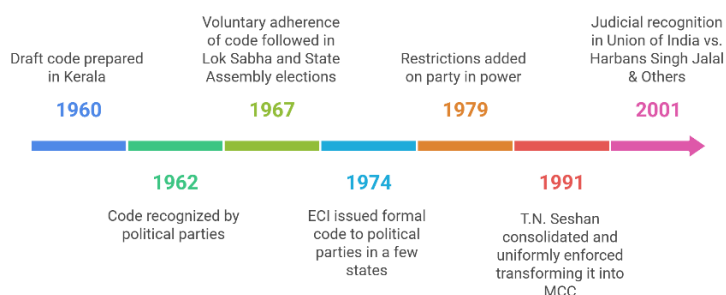 Draft code prepared
in Kerala
1960
Voluntary adherence
of code followed in
Lok Sabha and State
Assembly elections
1967
Restrictions added
on party in power
1979
Judicial recognition
in Union of India vs.
Harbans Singh Jalal
& Others
2001
1962
Code recognized by
political parties
1974
ECI issued formal
code to political
parties in a few
states
1991
T.N. Seshan
consolidated and
uniformly enforced
transforming it into
MCC